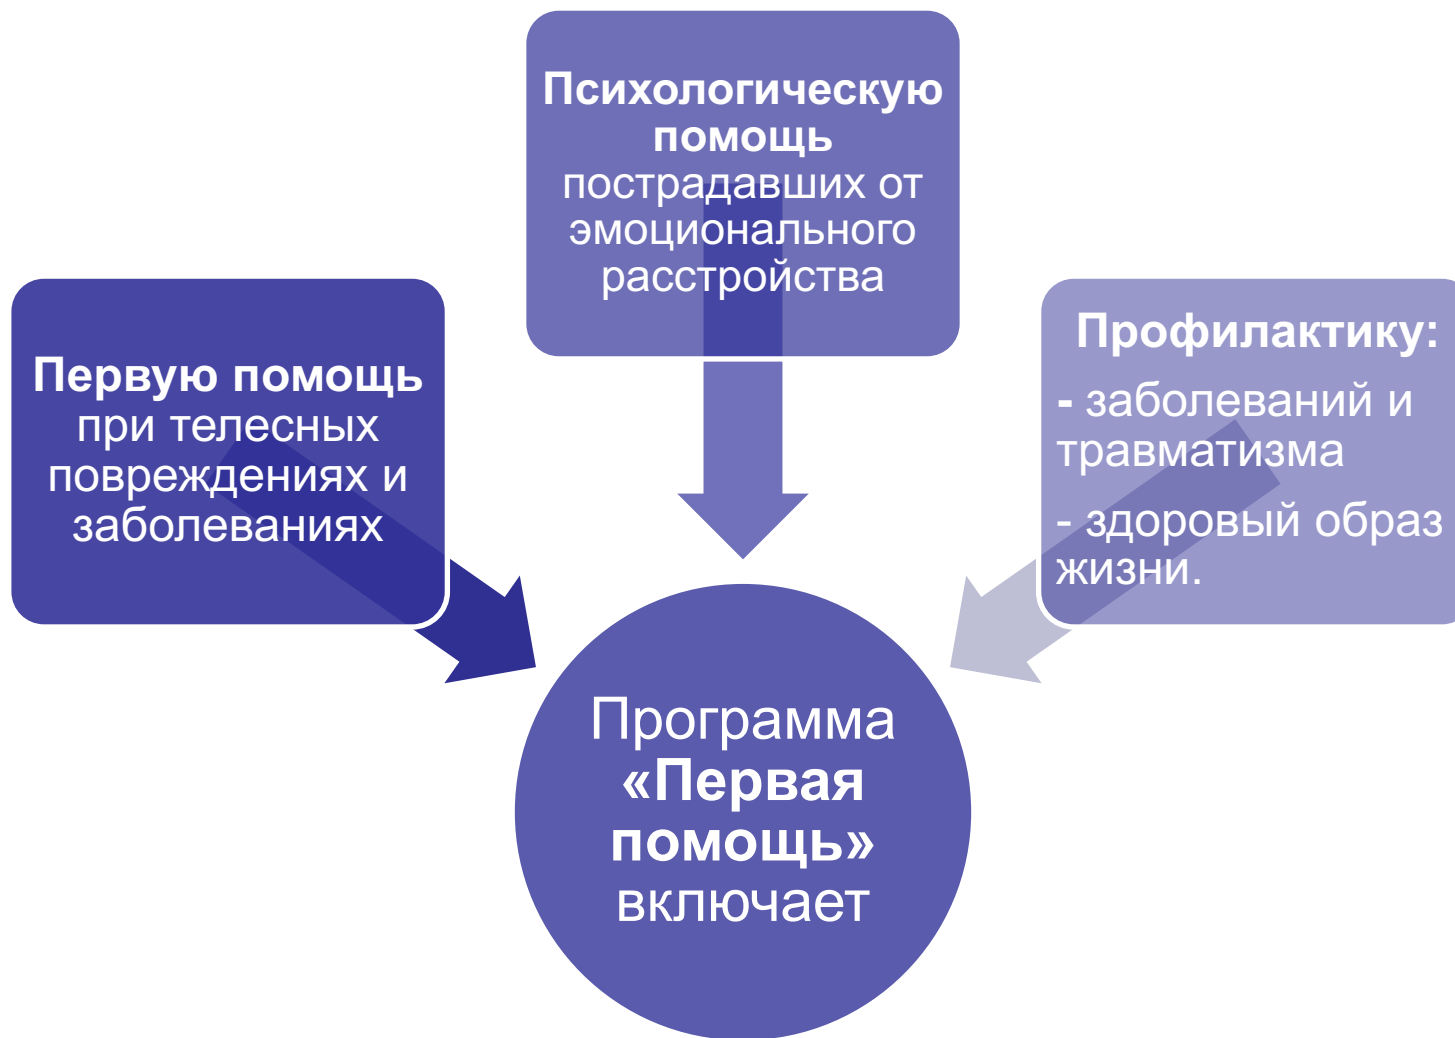 Психологическую
помощь
пострадавших от
эмоционального
расстройства
Первую помощь
при телесных
повреждениях и
заболеваниях
Профилактику:
- заболеваний и
травматизма
- здоровый образ
жизни.
Программа
«Первая
помощь»
включает